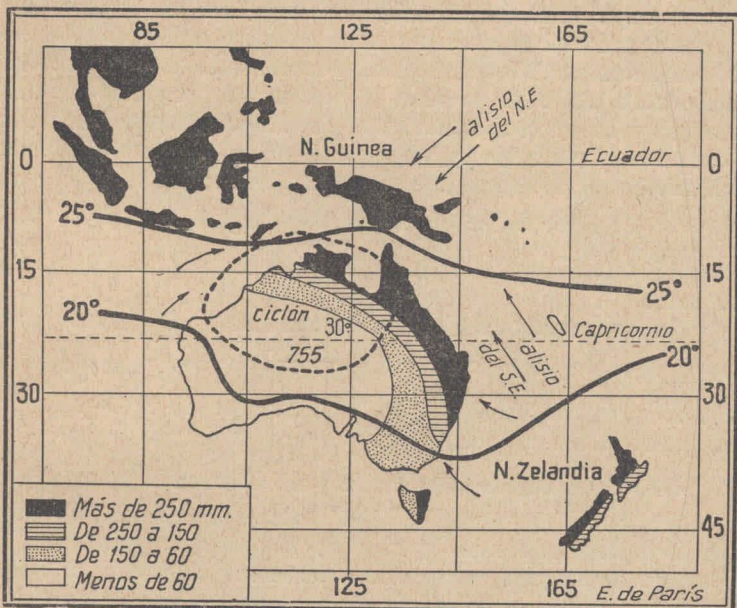 85 125 165
alisio
del N.E
N. Guinea
0 Ecuador 0
25°
15 15
25°
20°
ciclón
30°
Capricornio
755
alisio
del S.E.
20°
30 30
N. Zelandia
Más de 250 mm.
De 250 a 150
De 150 a 60
Menos de 60
45
125 165 E. de París